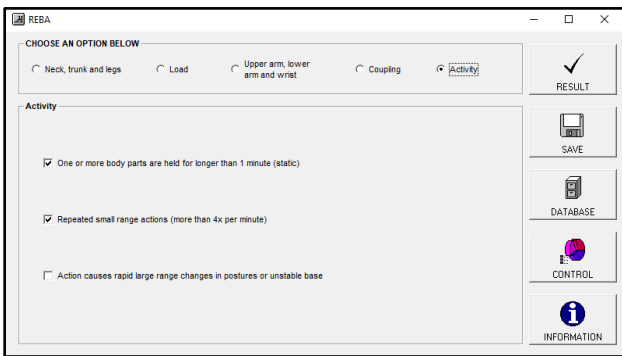 REBA
CHOOSE AN OPTION BELOW
Neck, trunk and legs
Load
Upper arm, lower
arm and wrist
Coupling
Activity
RESULT
Activity
One or more body parts are held for longer than 1 minute (static)
Repeated small range actions (more than 4x per minute)
Action causes rapid large range changes in postures or unstable base
SAVE
DATABASE
CONTROL
INFORMATION